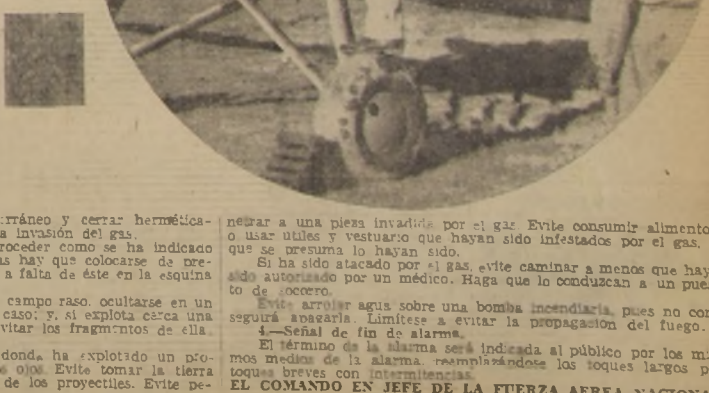 rráneo y cerrar hermética-
a invasión del gas.
roceder como se ha indicado
us hay que colocarse de pre-
a falta de éste en la esquina
campo raso, ocultarse en un
caso; y, si explota cerca una
vitar los fragmentos de ella.
donde ha explotado un pro-
s ojos. Evite tomar la tierra
de los proyectiles. Evite pe-
netrar a una pieza invadida por el gas. Evite consumir alimento
o usar utiles y vestuario que hayan sido infestados por el gas,
que se presuma lo hayan sido.
Si ha sido atacado por el gas, evite caminar a menos que hay
sido autorizado por un médico. Haga que lo conduzcan a un pue
to de socorro.
Evite arrojar agua sobre una bomba incendiaria, pues no con
seguirá apagarla. Limítese a evitar la propagación del fuego.
4.—Señal de fin de alarma.
El término de la alarma será indicada al público por los mi
mos medios de la alarma, reemplazándose los toques largos p
toques breves con intermitencias.
EL COMANDO EN JEFE DE LA FUERZA AEREA NACIONA